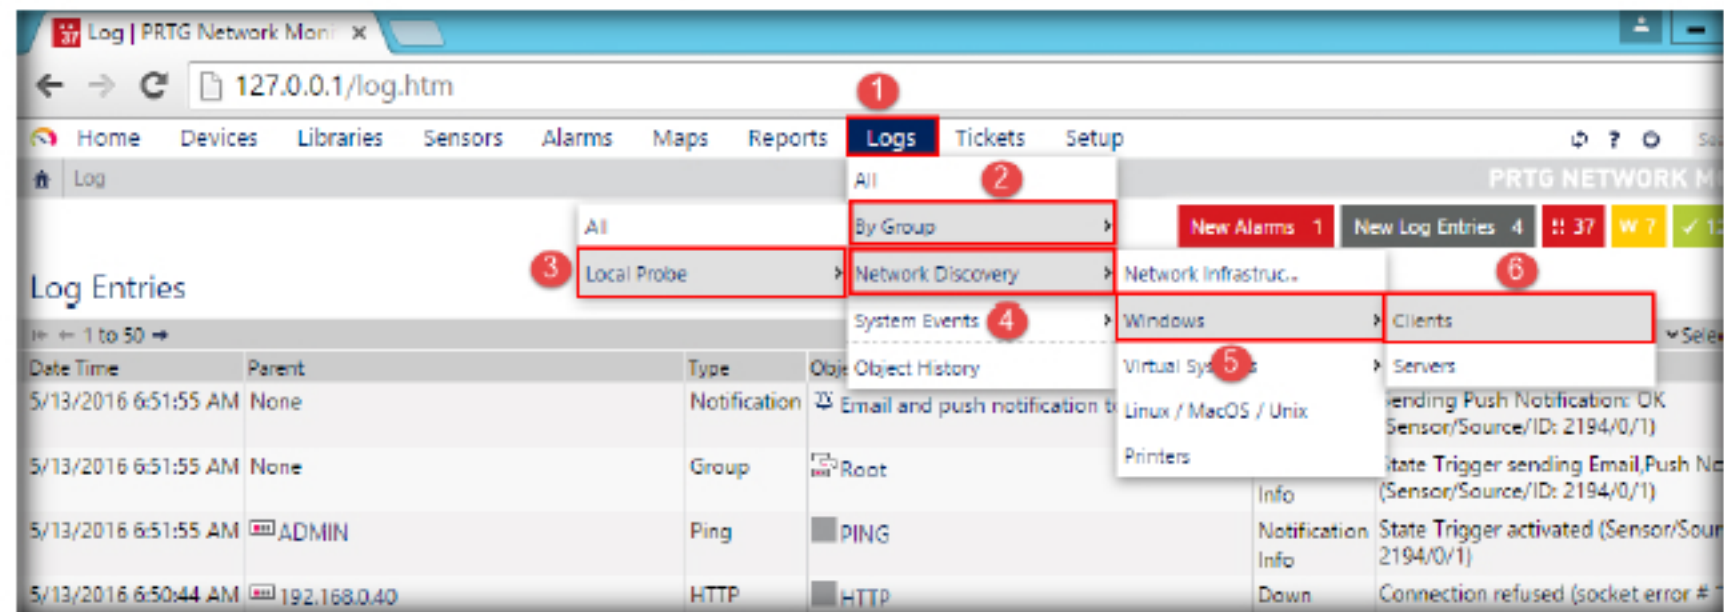 37 Log | PRTG Network Moni
127.0.0.1/log.htm
1
Home Devices Libraries Sensors Alarms Maps Reports Logs Tickets Setup ?
Log
All
2
PRTG NETWORK M
All
By Group
New Alarms 1 New Log Entries 4 !! 37 W 7
3
Local Probe
Network Discovery
Network Infrastruc...
6
Log Entries
System Events
4
Windows
Clients
1 to 50
Date Time Parent Type
Object History
Virtual Sys
5
Servers
5/13/2016 6:51:55 AM None Notification Email and push notification
Linux / MacOS / Unix
ending Push Notification: OK
Sensor/Source/ID: 2194/0/1)
Printers
5/13/2016 6:51:55 AM None Group Root
Info
tate Trigger sending Email,Push No
(Sensor/Source/ID: 2194/0/1)
5/13/2016 6:51:55 AM ADMIN Ping PING Notification
Info
State Trigger activated (Sensor/Sour
2194/0/1)
5/13/2016 6:50:44 AM 192.168.0.40 HTTP HTTP Down Connection refused (socket error #